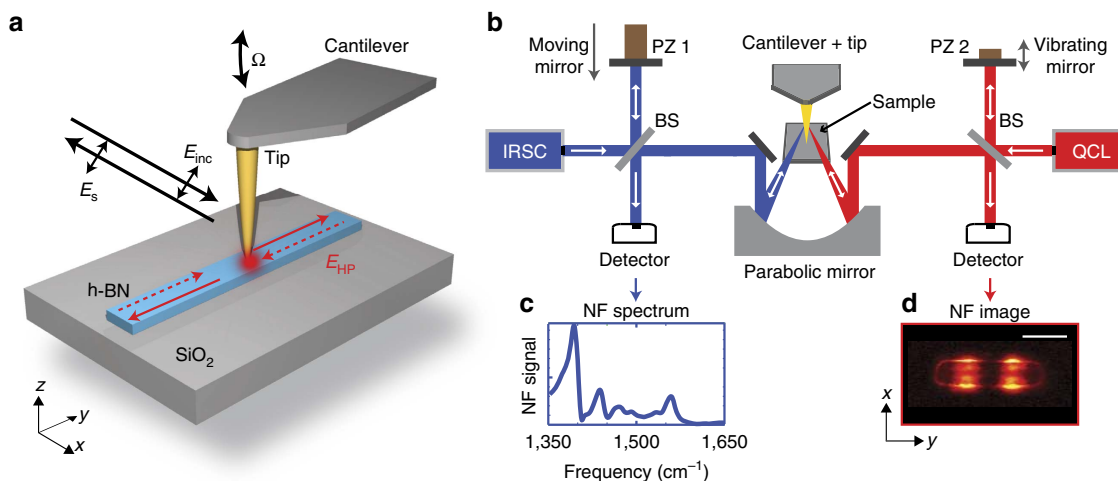 a
Ω
Cantilever
Tip
E_inc
E_s
E_HP
h-BN
SiO₂
z
y
x
b
Moving
mirror
PZ 1
Cantilever + tip
PZ 2
Vibrating
mirror
Sample
BS
BS
IRSC
QCL
Detector
Parabolic mirror
Detector
c
NF spectrum
NF signal
1,350
1,500
1,650
Frequency (cm⁻¹)
d
NF image
x
y